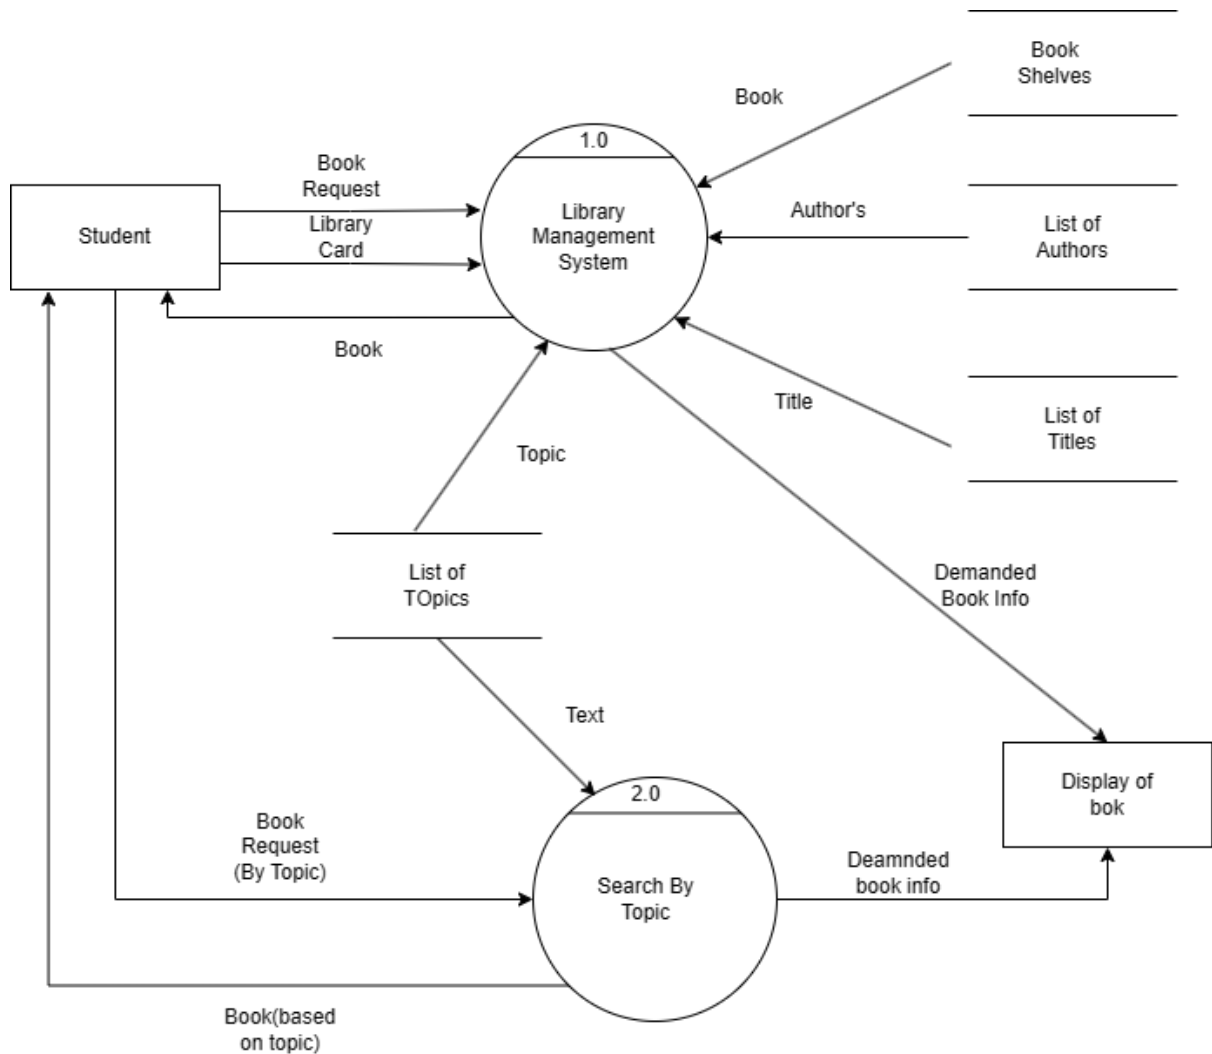 Book
Shelves
Book
1.0
Book
Request
Library
Card
Student
Library
Management
System
Author's
List of
Authors
Book
Title
List of
Titles
Topic
List of
TOpics
Demanded
Book Info
Text
Display of
bok
2.0
Book
Request
(By Topic)
Search By
Topic
Deamnded
book info
Book(based
on topic)